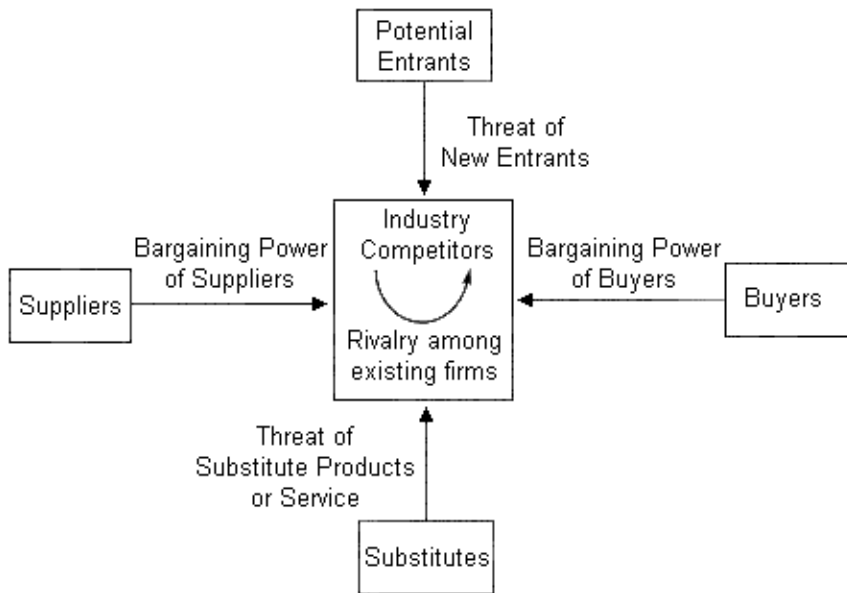 Potential
Entrants
Threat of
New Entrants
Industry
Competitors
Bargaining Power
of Suppliers
Bargaining Power
of Buyers
Suppliers
Buyers
Rivalry among
existing firms
Threat of
Substitute Products
or Service
Substitutes